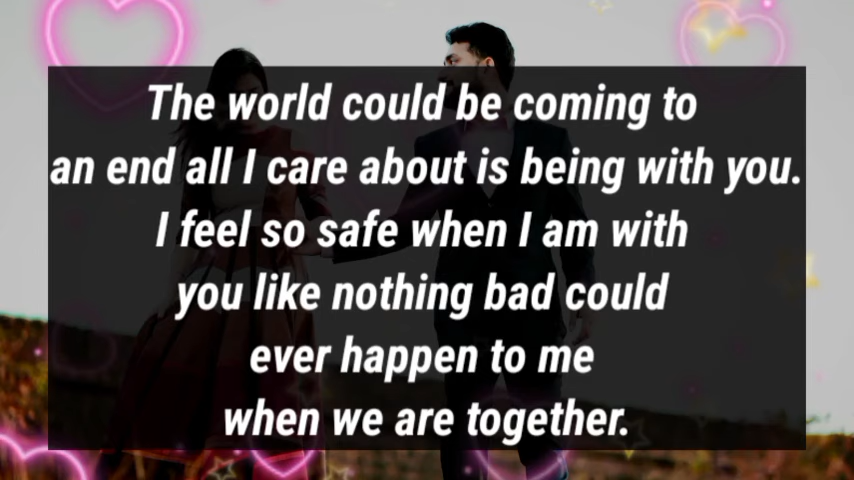 The world could be coming to
an end all I care about is being with you.
I feel so safe when I am with
you like nothing bad could
ever happen to me
when we are together.